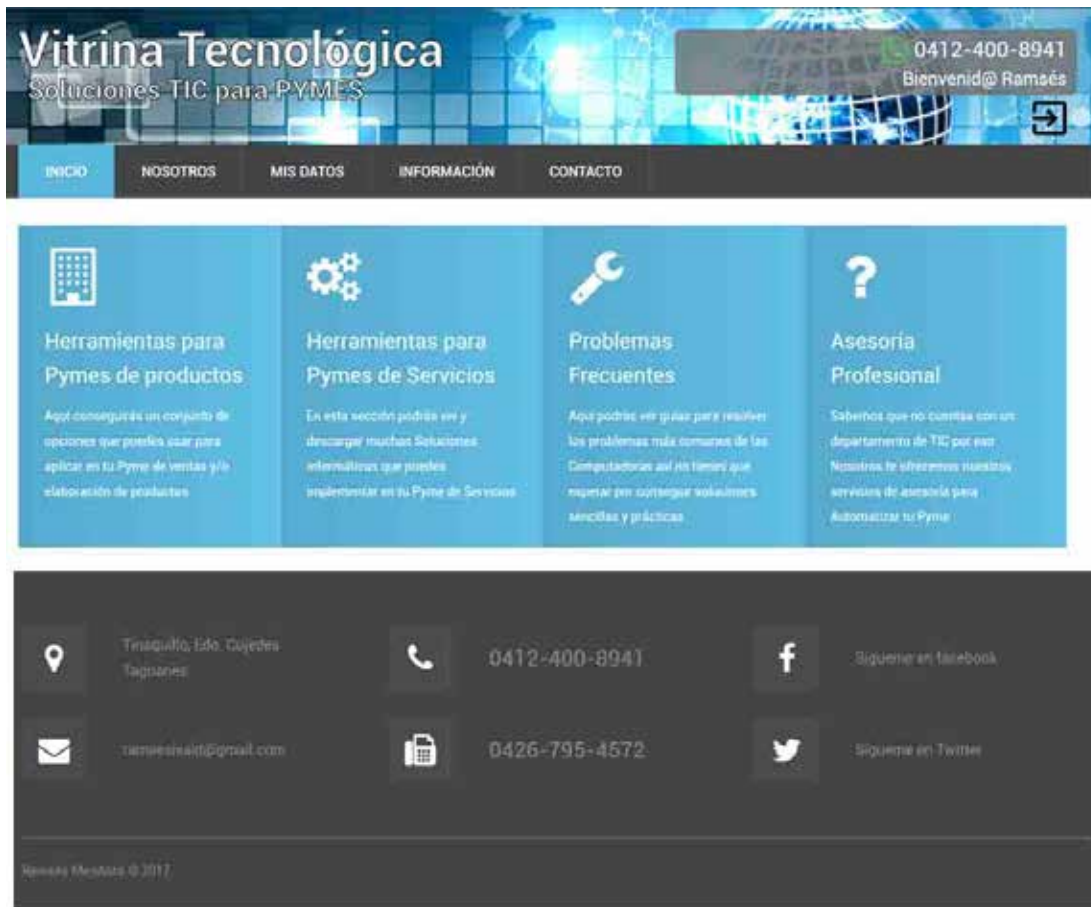 Vitrina Tecnológica
Soluciones TIC para PYMES
0412-400-8941
Bienvenid@ Ramsés
INICIO
NOSOTROS
MIS DATOS
INFORMACIÓN
CONTACTO
Herramientas para
Pymes de productos
Aquí conseguirás un conjunto de
opciones que puedes usar para
aplicar en tu Pyme de ventas y/o
elaboración de productos
Herramientas para
Pymes de Servicios
En esta sección podrás ver y
descargar muchas Soluciones
informáticas que puedes
implementar en tu Pyme de Servicios
Problemas
Frecuentes
Aquí podrás ver guías para resolver
los problemas más comunes de las
Computadoras así no tienes que
esperar por conseguir soluciones
sencillas y prácticas
Asesoría
Profesional
Sabemos que no cuentas con un
departamento de TIC por eso
Nosotros te ofrecemos nuestros
servicios de asesoría para
Automatizar tu Pyme
Tinaquillo, Edo. Cojedes
Taguanes
0412-400-8941
Sígueme en facebook
0426-795-4572
Sígueme en Twitter
© 2017